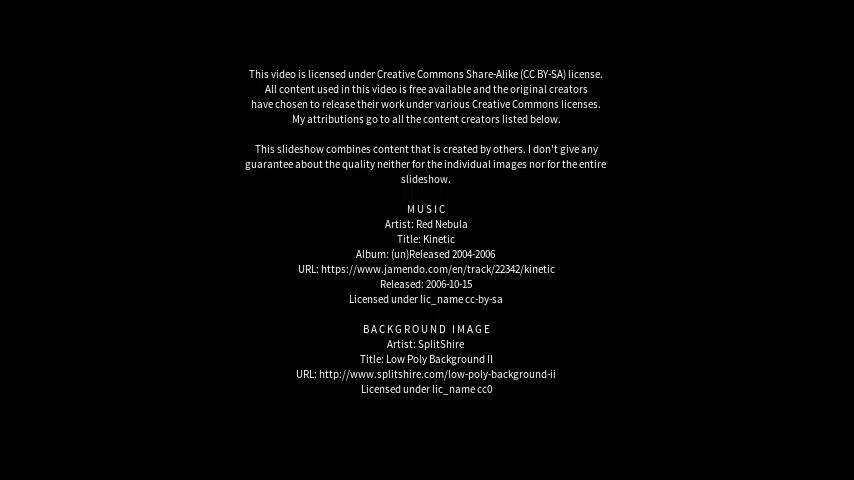 This video is licensed under Creative Commons Share-Alike (CC BY-SA) license.
All content used in this video is free available and the original creators
have chosen to release their work under various Creative Commons licenses.
My attributions go to all the content creators listed below.
This slideshow combines content that is created by others. I don't give any
guarantee about the quality neither for the individual images nor for the entire
slideshow.
MUSIC
Artist: Red Nebula
Title: Kinetic
Album: (un)Released 2004-2006
URL: https://www.jamendo.com/en/track/22342/kinetic
Released: 2006-10-15
Licensed under lic_name cc-by-sa
BACKGROUND IMAGE
Artist: SplitShire
Title: Low Poly Background II
URL: http://www.splitshire.com/low-poly-background-ii
Licensed under lic_name cc0